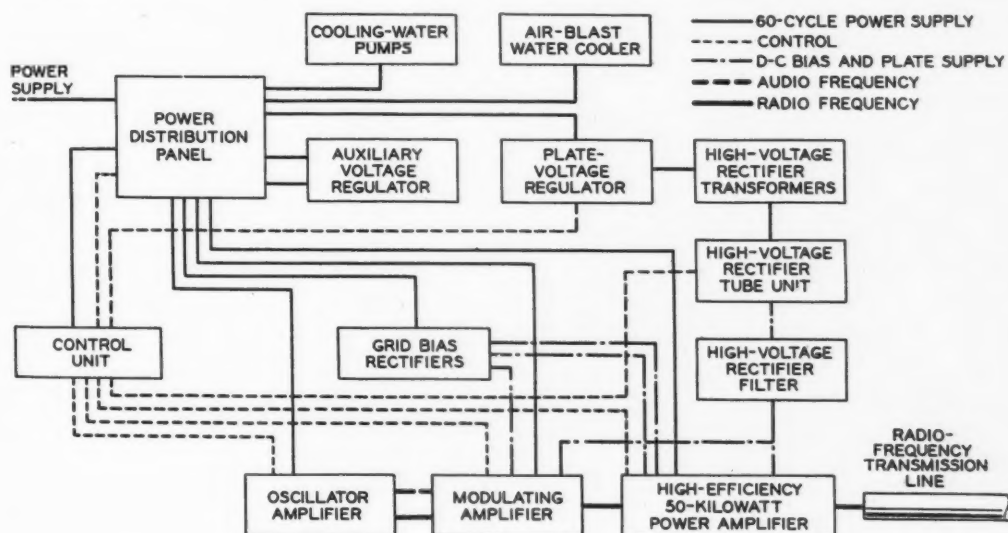 COOLING-WATER
PUMPS
AIR-BLAST
WATER COOLER
60-CYCLE POWER SUPPLY
CONTROL
D-C BIAS AND PLATE SUPPLY
AUDIO FREQUENCY
RADIO FREQUENCY
POWER
SUPPLY
POWER
DISTRIBUTION
PANEL
AUXILIARY
VOLTAGE
REGULATOR
PLATE-
VOLTAGE
REGULATOR
HIGH-VOLTAGE
RECTIFIER
TRANSFORMERS
HIGH-VOLTAGE
RECTIFIER
TUBE UNIT
CONTROL
UNIT
GRID BIAS
RECTIFIERS
HIGH-VOLTAGE
RECTIFIER
FILTER
RADIO-
FREQUENCY
TRANSMISSION
LINE
OSCILLATOR
AMPLIFIER
MODULATING
AMPLIFIER
HIGH-EFFICIENCY
50-KILOWATT
POWER AMPLIFIER